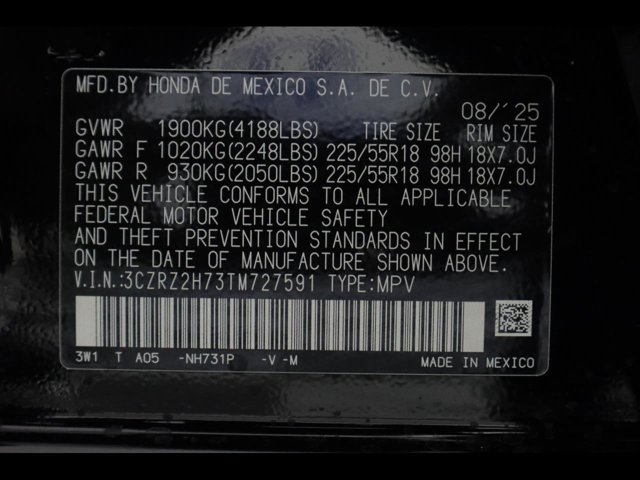 MFD.BY HONDA DE MEXICO S.A. DE C.V.
08/'25
GVWR 1900KG(4188LBS) TIRE SIZE RIM SIZE
GAWR F 1020KG(2248LBS) 225/55R18 98H 18X7.0J
GAWR R 930KG(2050LBS) 225/55R18 98H 18X7.0J
THIS VEHICLE CONFORMS TO ALL APPLICABLE
FEDERAL MOTOR VEHICLE SAFETY
AND THEFT PREVENTION STANDARDS IN EFFECT
ON THE DATE OF MANUFACTURE SHOWN ABOVE.
V.I.N.:3CZRZ2H73TM727591 TYPE:MPV
3W1 T A05 -NH731P -V -M
MADE IN MEXICO